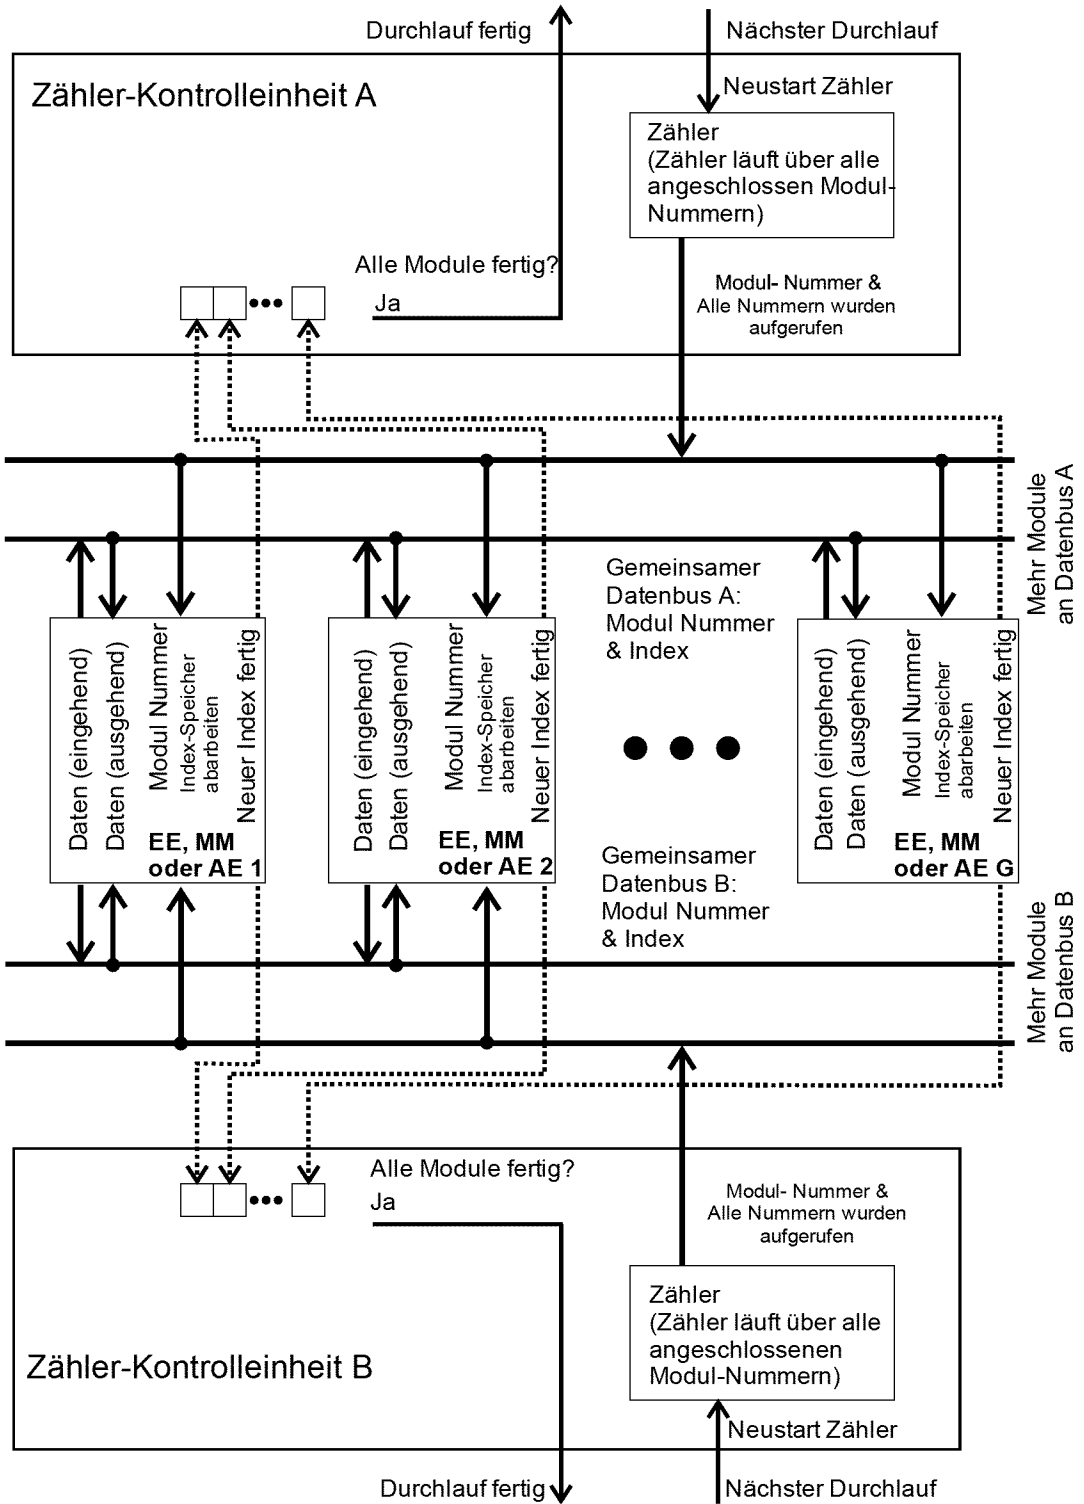 Durchlauf fertig
Nächster Durchlauf
Zähler-Kontrolleinheit A
Neustart Zähler
Zähler
(Zähler läuft über alle
angeschlossen Modul-
Nummern)
Alle Module fertig?
Ja
Modul- Nummer &
Alle Nummern wurden
aufgerufen
Mehr Module
an Datenbus A
Gemeinsamer
Datenbus A:
Modul Nummer
& Index
Daten (eingehend)
Daten (ausgehend)
Modul Nummer
Index-Speicher
abarbeiten
Neuer Index fertig
EE, MM
oder AE 1
Daten (eingehend)
Daten (ausgehend)
Modul Nummer
Index-Speicher
abarbeiten
Neuer Index fertig
EE, MM
oder AE 2
Daten (eingehend)
Daten (ausgehend)
Modul Nummer
Index-Speicher
abarbeiten
Neuer Index fertig
EE, MM
oder AE G
Gemeinsamer
Datenbus B:
Modul Nummer
& Index
Mehr Module
an Datenbus B
Alle Module fertig?
Ja
Modul- Nummer &
Alle Nummern wurden
aufgerufen
Zähler
(Zähler läuft über alle
angeschlossenen
Modul-Nummern)
Zähler-Kontrolleinheit B
Neustart Zähler
Durchlauf fertig
Nächster Durchlauf